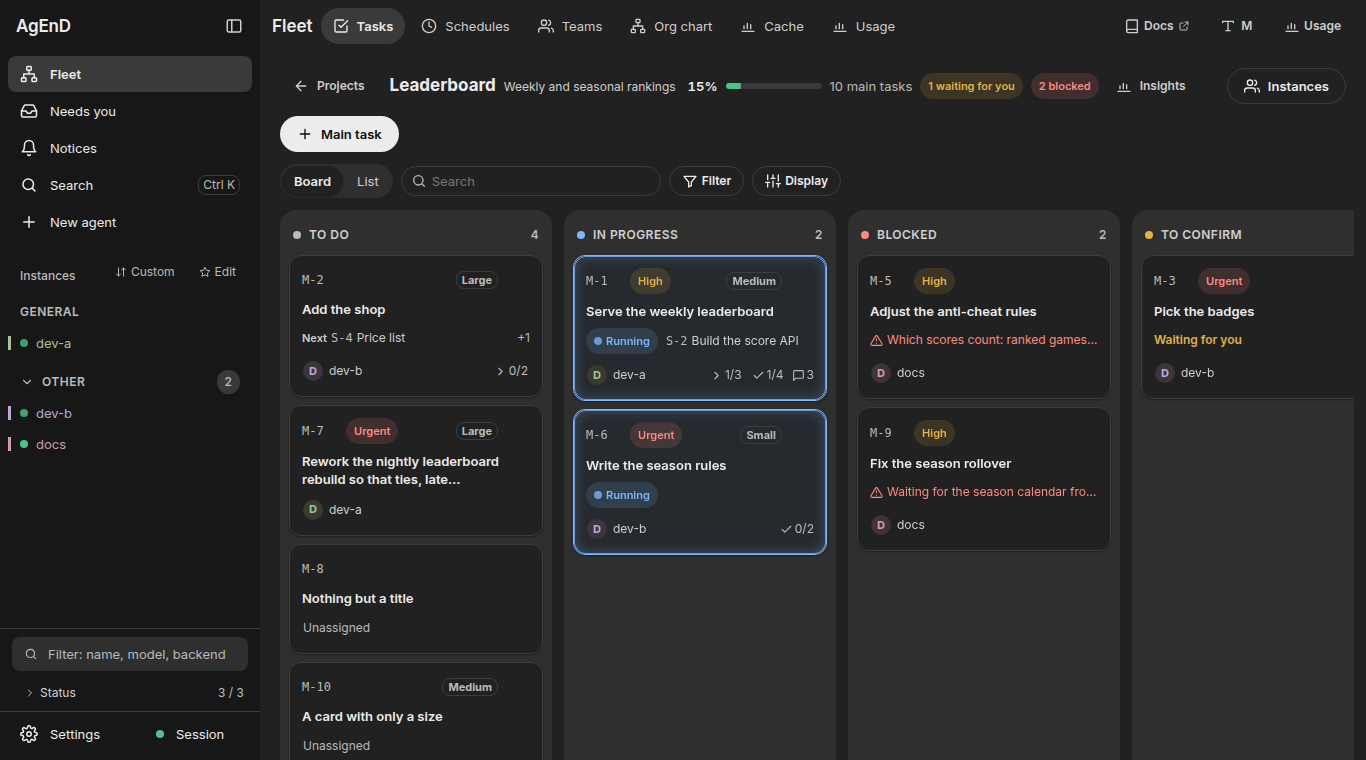 AgEnD
Fleet
Needs you
Notices
Search Ctrl K
New agent
Instances Custom Edit
GENERAL
dev-a
OTHER 2
dev-b
docs
Filter: name, model, backend
Status 3 / 3
Settings Session
Fleet Tasks Schedules Teams Org chart Cache Usage Docs M Usage
Projects Leaderboard Weekly and seasonal rankings 15% 10 main tasks 1 waiting for you 2 blocked Insights Instances
Main task
Board List Search Filter Display
TO DO 4
M-2 Large
Add the shop
Next S-4 Price list +1
D dev-b 0/2
M-7 Urgent Large
Rework the nightly leaderboard
rebuild so that ties, late...
D dev-a
M-8
Nothing but a title
Unassigned
M-10 Medium
A card with only a size
Unassigned
IN PROGRESS 2
M-1 High Medium
Serve the weekly leaderboard
Running S-2 Build the score API
D dev-a 1/3 1/4 3
M-6 Urgent Small
Write the season rules
Running
D dev-b 0/2
BLOCKED 2
M-5 High
Adjust the anti-cheat rules
Which scores count: ranked games...
D docs
M-9 High
Fix the season rollover
Waiting for the season calendar fro...
D docs
TO CONFIRM
M-3 Urgent
Pick the badges
Waiting for you
D dev-b